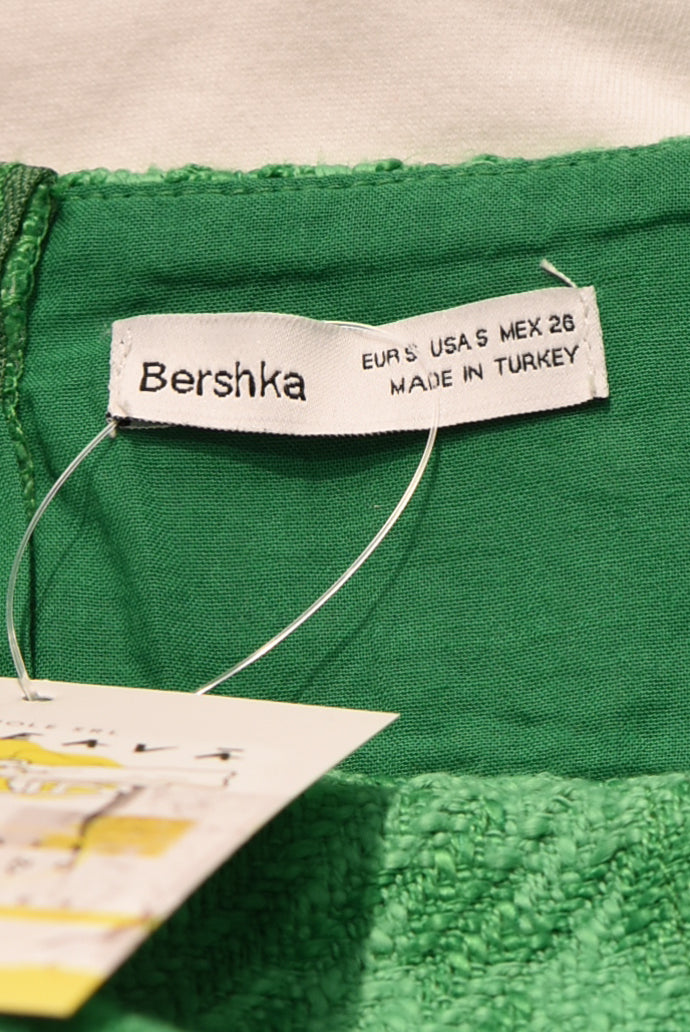 Bershka
EUR S USA S MEX 26
MADE IN TURKEY